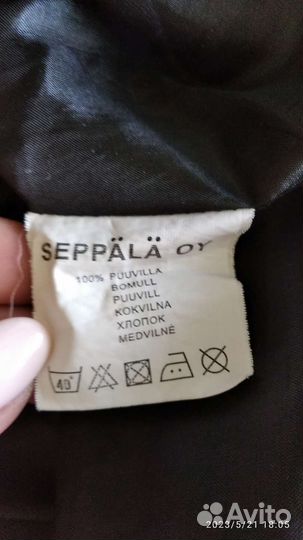 SEPPÄLÄ OY
100% PUUVILLA
BOMULL
PUUVILL
KOKVILNA
ХЛОПОК
MEDVILNĖ
40°
2023/5/21 18:05
Avito